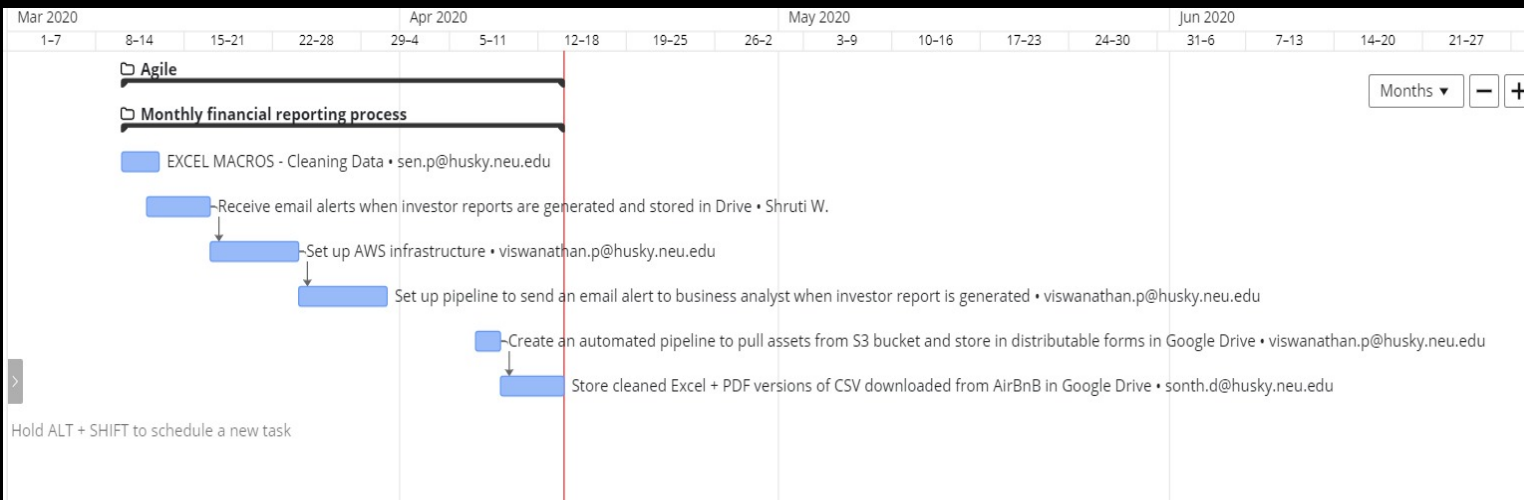 Mar 2020 Apr 2020 May 2020 Jun 2020
1–7 8–14 15–21 22–28 29–4 5–11 12–18 19–25 26–2 3–9 10–16 17–23 24–30 31–6 7–13 14–20 21–27
Agile
Months ▼ − +
Monthly financial reporting process
EXCEL MACROS - Cleaning Data • sen.p@husky.neu.edu
Receive email alerts when investor reports are generated and stored in Drive • Shruti W.
Set up AWS infrastructure • viswanathan.p@husky.neu.edu
Set up pipeline to send an email alert to business analyst when investor report is generated • viswanathan.p@husky.neu.edu
Create an automated pipeline to pull assets from S3 bucket and store in distributable forms in Google Drive • viswanathan.p@husky.neu.edu
Store cleaned Excel + PDF versions of CSV downloaded from AirBnB in Google Drive • sonth.d@husky.neu.edu
Hold ALT + SHIFT to schedule a new task